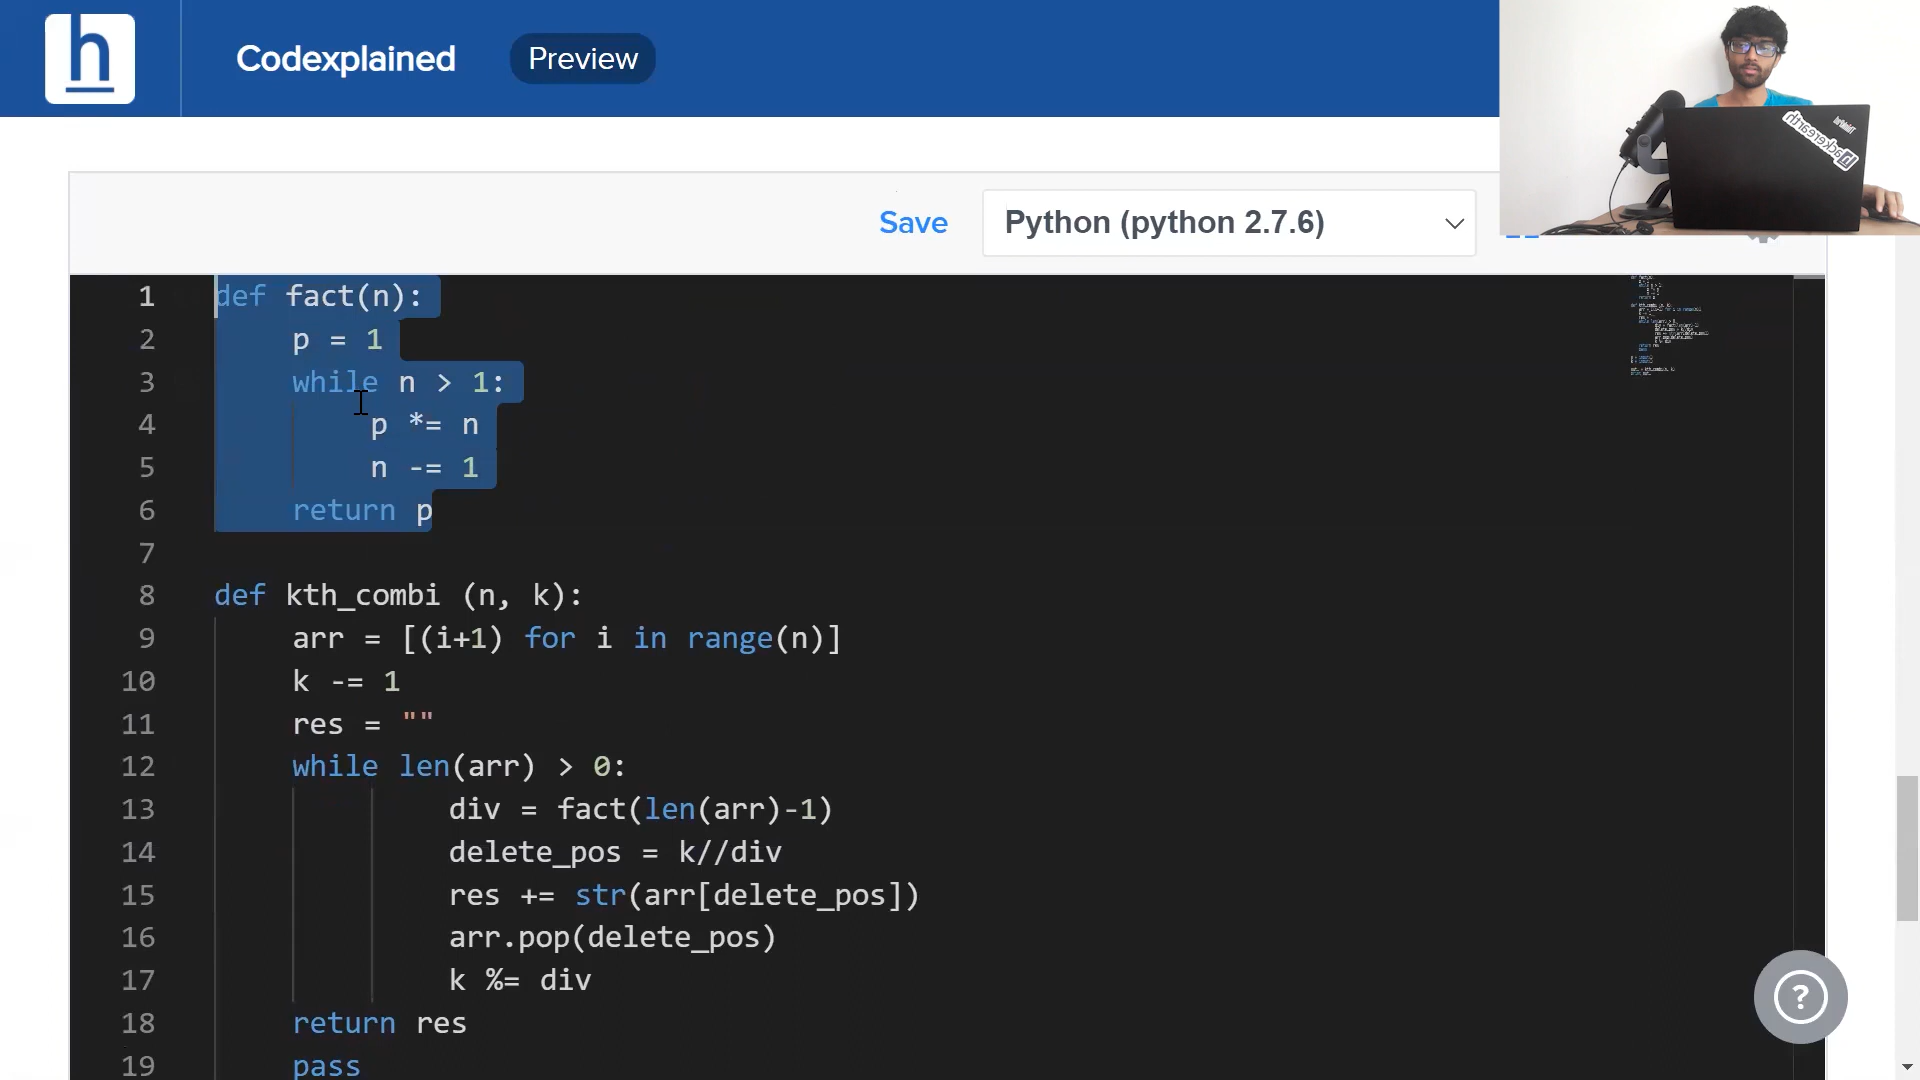 h
Codexplained
Preview
hackerearth
ThinkPad
Save
Python (python 2.7.6)
1 def fact(n):
2 p = 1
3 while n > 1:
4 p *= n
5 n -= 1
6 return p
7
8 def kth_combi (n, k):
9 arr = [(i+1) for i in range(n)]
10 k -= 1
11 res = ""
12 while len(arr) > 0:
13 div = fact(len(arr)-1)
14 delete_pos = k//div
15 res += str(arr[delete_pos])
16 arr.pop(delete_pos)
17 k %= div
18 return res
19 pass
?